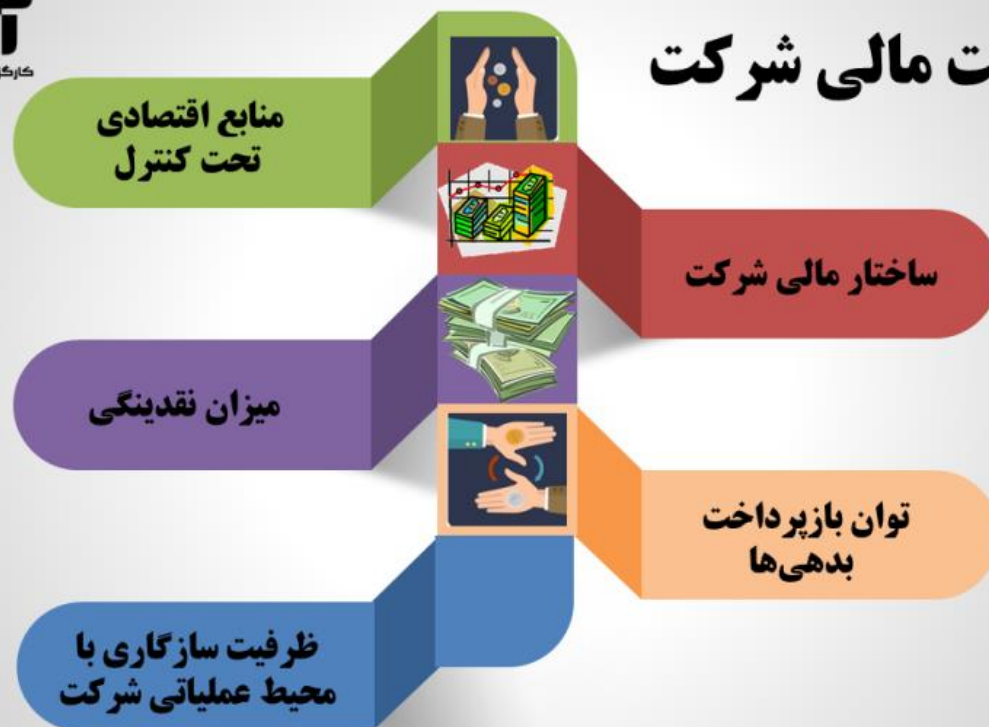 ت مالی شرکت
منابع اقتصادی
تحت کنترل
ساختار مالی شرکت
میزان نقدینگی
توان بازپرداخت
بدهی‌ها
ظرفیت سازگاری با
محیط عملیاتی شرکت